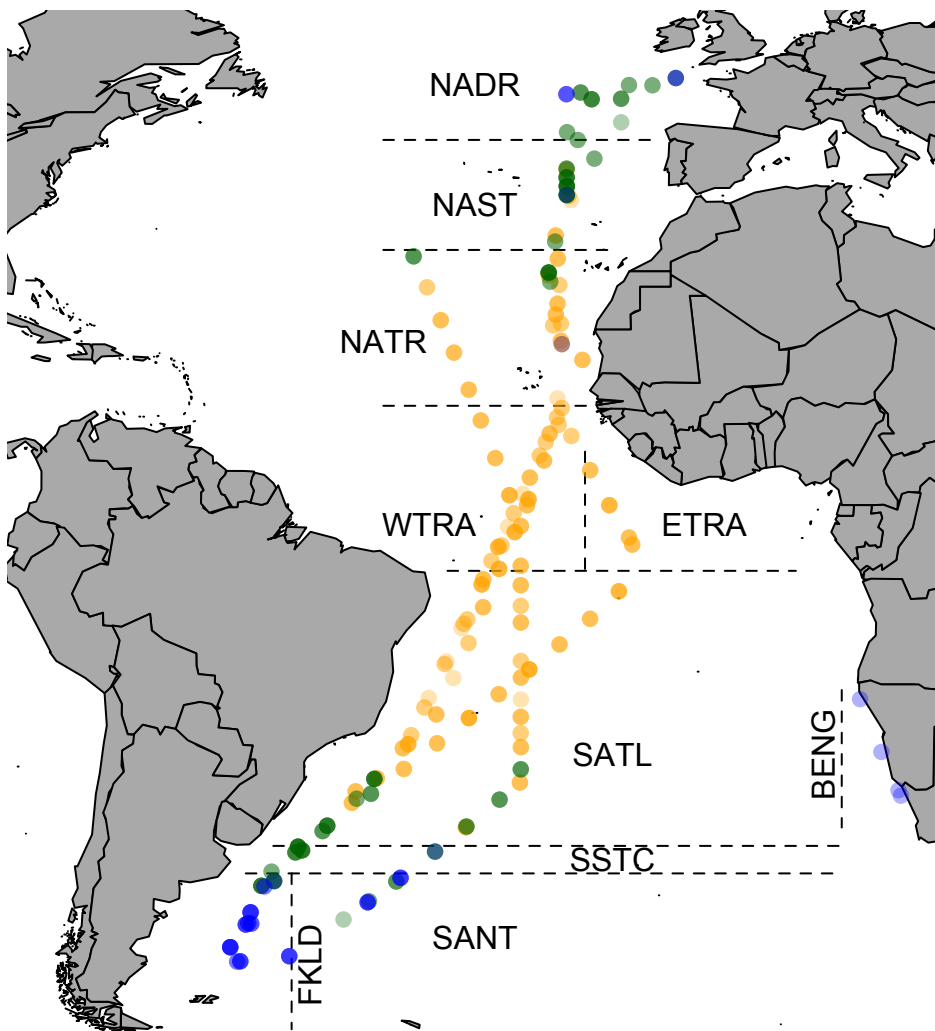 NADR
NAST
NATR
WTRA
ETRA
SATL
BENG
SSTC
SANT
FKLD